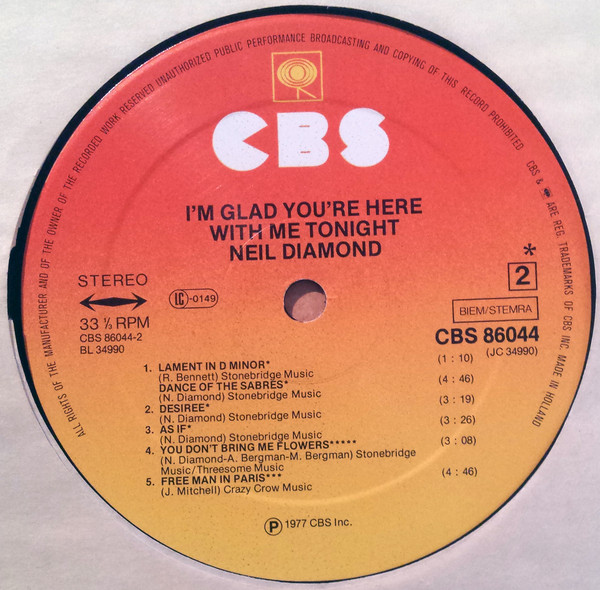 ALL RIGHTS OF THE MANUFACTURER AND OF THE OWNER OF THE RECORDED WORK RESERVED UNAUTHORIZED PUBLIC PERFORMANCE BROADCASTING AND COPYING OF THIS RECORD PROHIBITED CBS & ARE REG. TRADEMARKS OF CBS INC. MADE IN HOLLAND
CBS
I'M GLAD YOU'RE HERE
WITH ME TONIGHT
NEIL DIAMOND
STEREO
LC -0149
*
2
BIEM/STEMRA
33 ⅓ RPM
CBS 86044
CBS 86044-2
(JC 34990)
BL 34990
1. LAMENT IN D MINOR* (1 : 10)
(R. Bennett) Stonebridge Music
DANCE OF THE SABRES* (4 : 46)
(N. Diamond) Stonebridge Music
2. DESIREE* (3 : 19)
(N. Diamond) Stonebridge Music
3. AS IF* (3 : 26)
(N. Diamond) Stonebridge Music
4. YOU DON'T BRING ME FLOWERS***** (3 : 08)
(N. Diamond-A. Bergman-M. Bergman) Stonebridge
Music/Threesome Music
5. FREE MAN IN PARIS*** (4 : 46)
(J. Mitchell) Crazy Crow Music
Ⓟ 1977 CBS Inc.